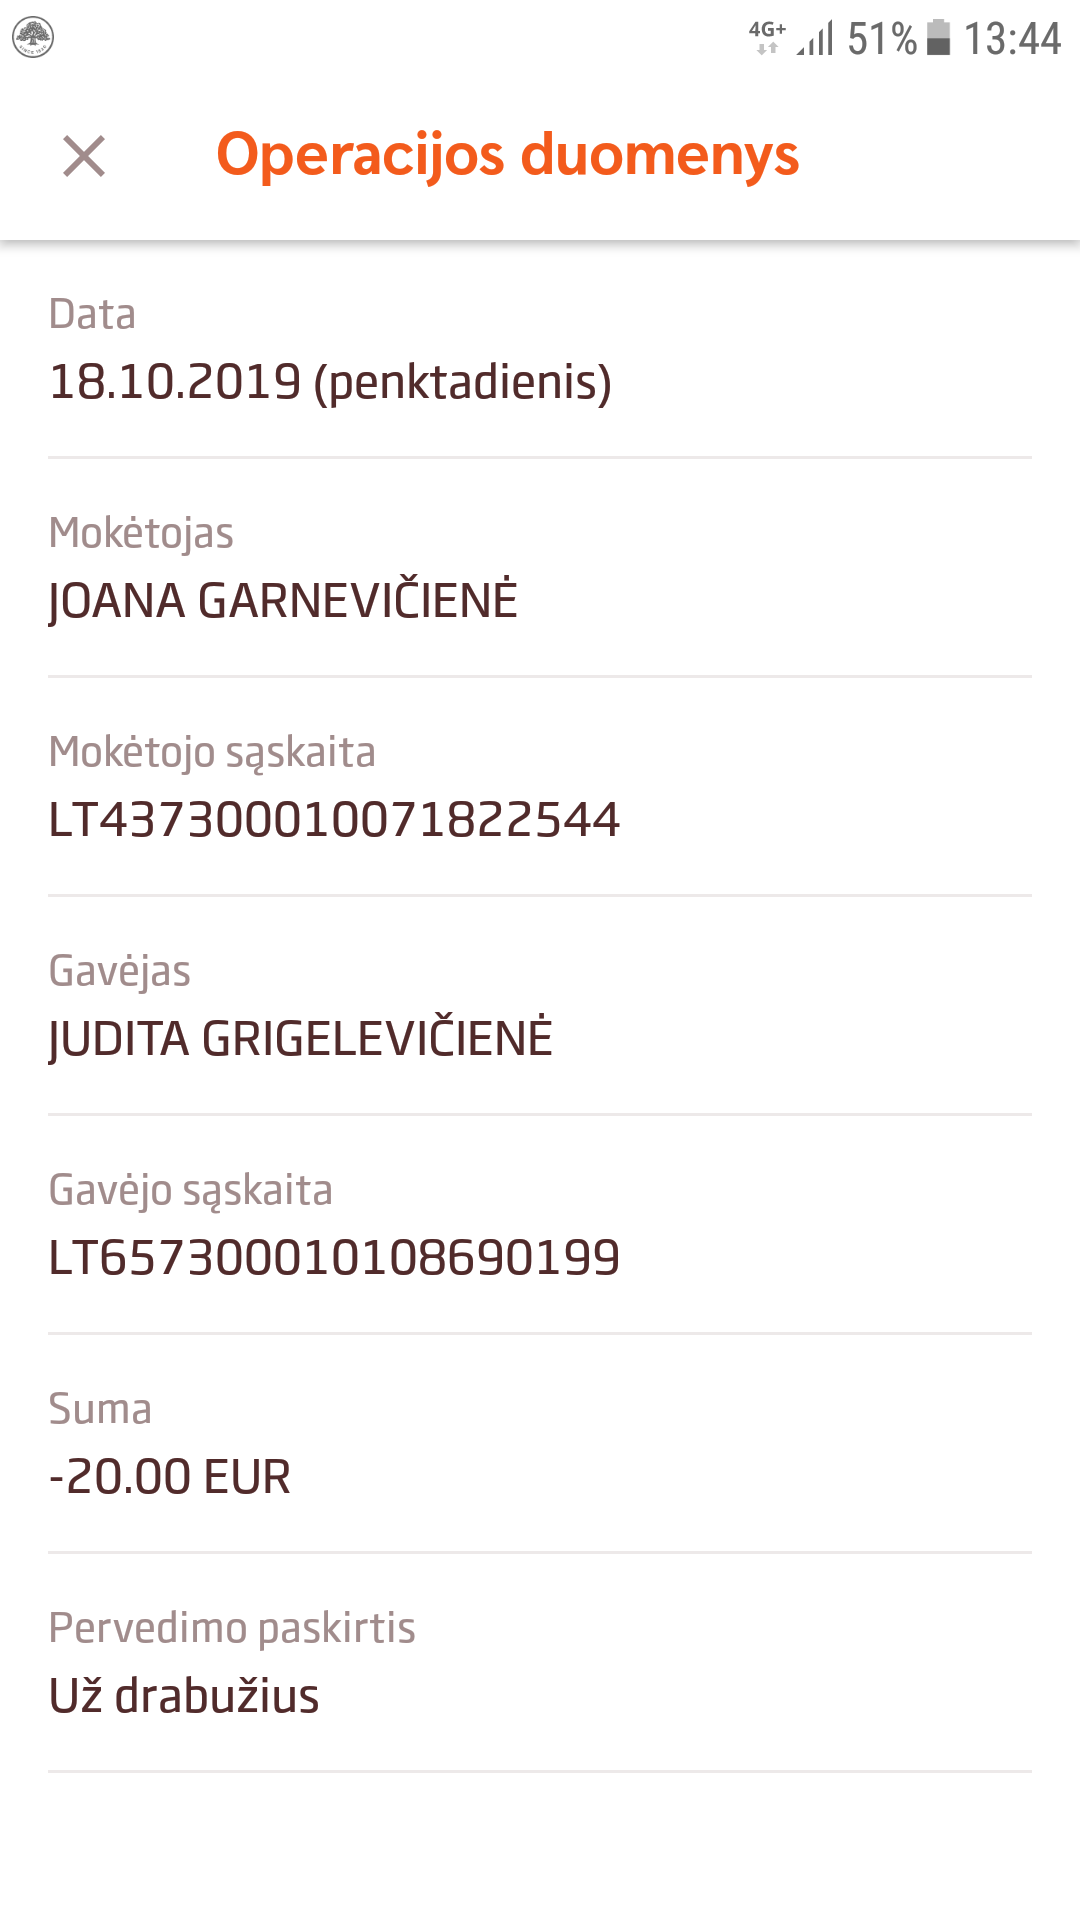 4G+ 51% 13:44
Operacijos duomenys
Data
18.10.2019 (penktadienis)
Mokėtojas
JOANA GARNEVIČIENĖ
Mokėtojo sąskaita
LT437300010071822544
Gavėjas
JUDITA GRIGELEVIČIENĖ
Gavėjo sąskaita
LT657300010108690199
Suma
-20.00 EUR
Pervedimo paskirtis
Už drabužius